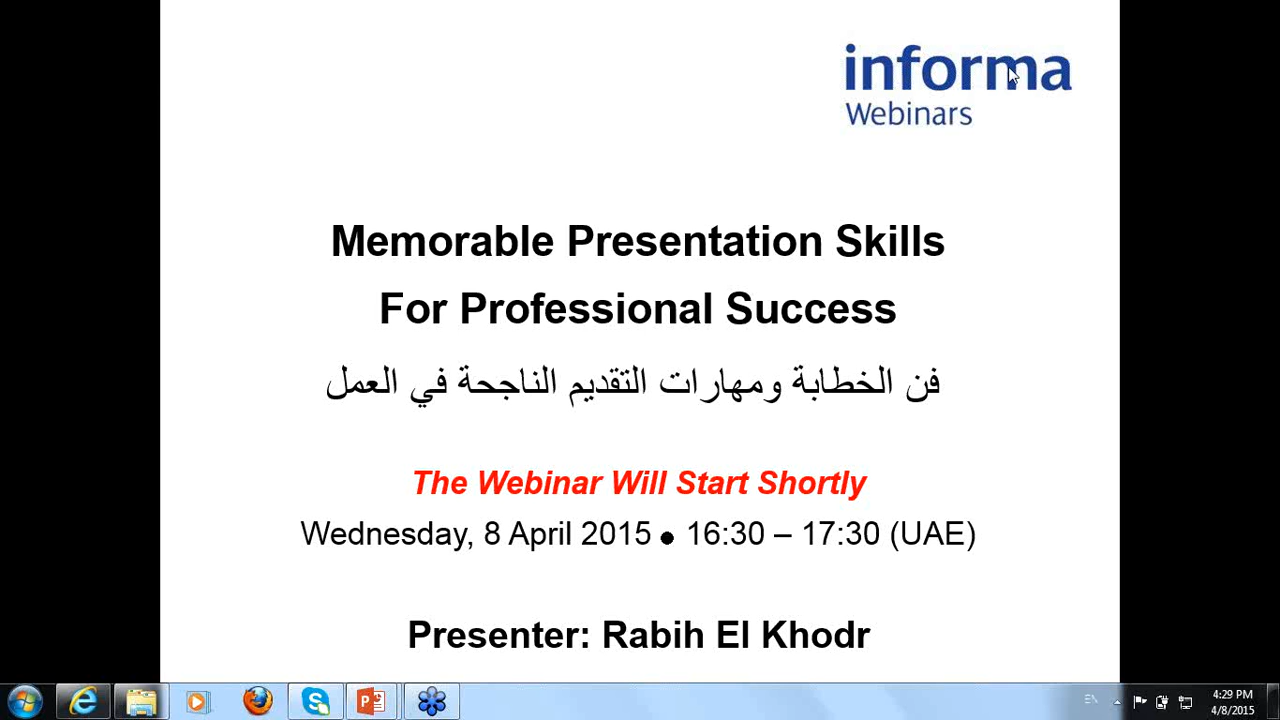 informa
Webinars
Memorable Presentation Skills
For Professional Success
فن الخطابة ومهارات التقديم الناجحة في العمل
The Webinar Will Start Shortly
Wednesday, 8 April 2015 ● 16:30 – 17:30 (UAE)
Presenter: Rabih El Khodr
EN
4:29 PM
4/8/2015